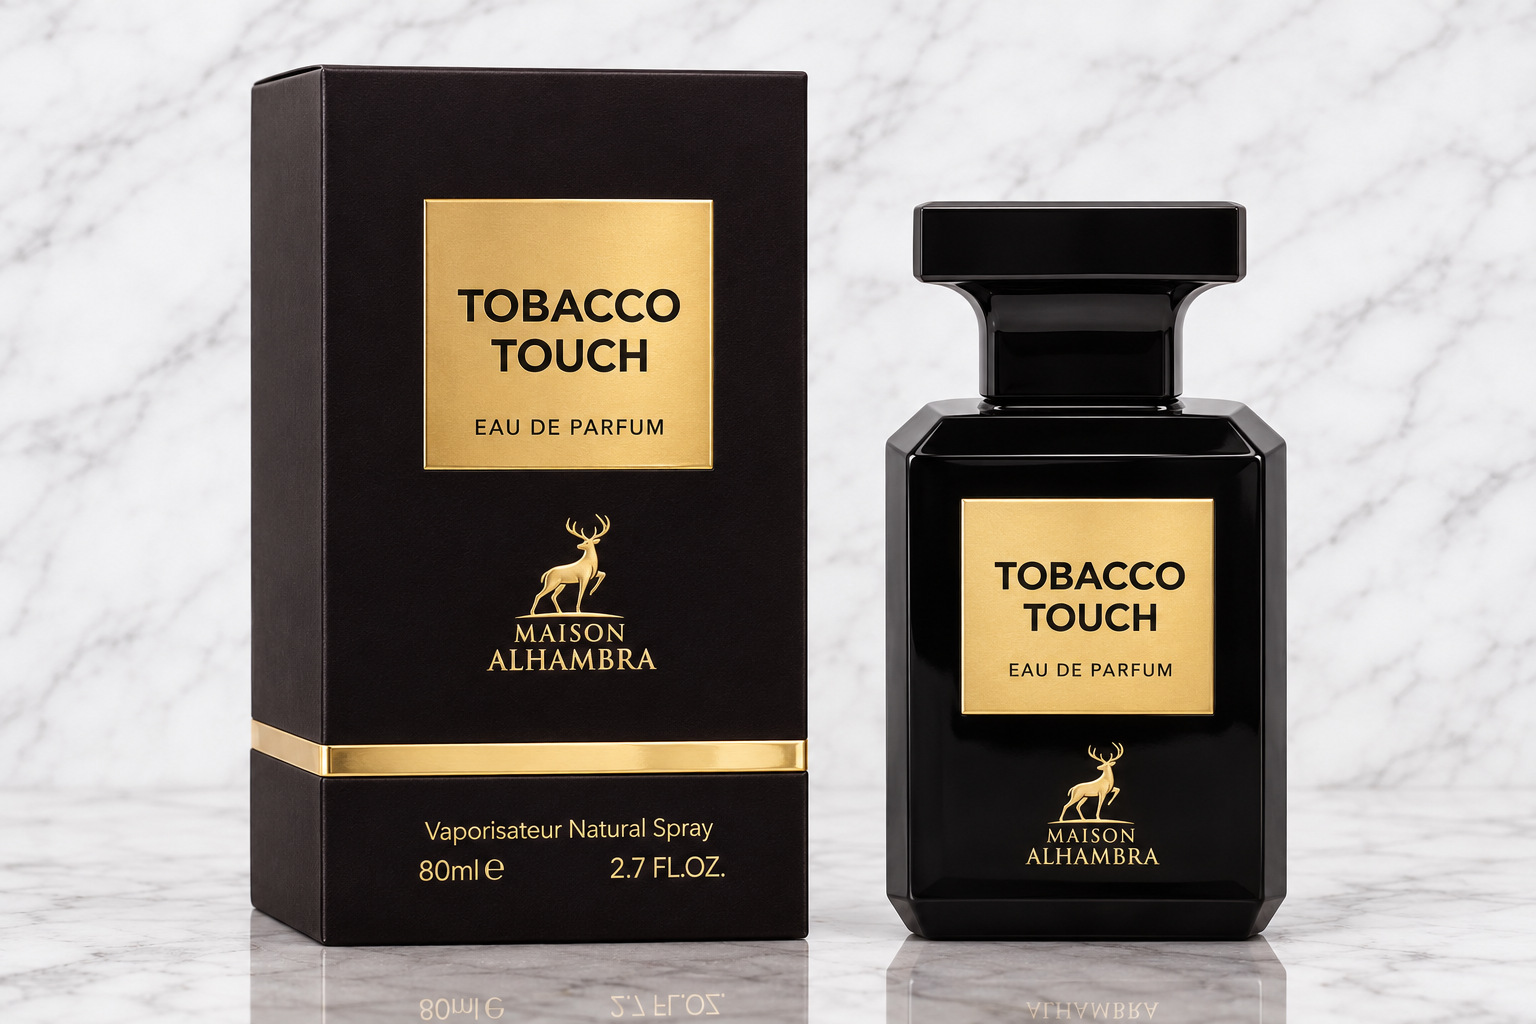 TOBACCO
TOUCH
EAU DE PARFUM
MAISON
ALHAMBRA
Vaporisateur Natural Spray
80ml℮ 2.7 FL.OZ.
TOBACCO
TOUCH
EAU DE PARFUM
MAISON
ALHAMBRA